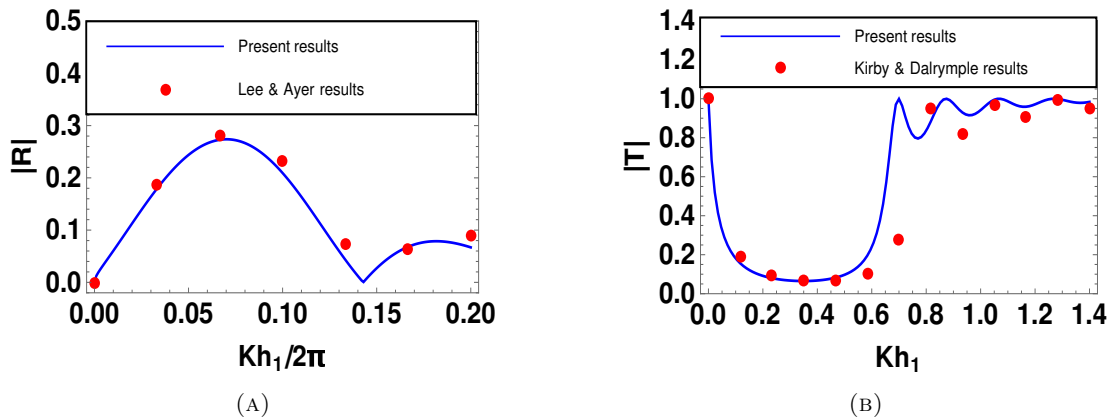 0.5
0.4
0.3
0.2
0.1
0.0
|R|
Present results
Lee & Ayer results
0.00 0.05 0.10 0.15 0.20
Kh₁/2π
(A)
1.4
1.2
1.0
0.8
0.6
0.4
0.2
0.0
|T|
Present results
Kirby & Dalrymple results
0.0 0.2 0.4 0.6 0.8 1.0 1.2 1.4
Kh₁
(B)